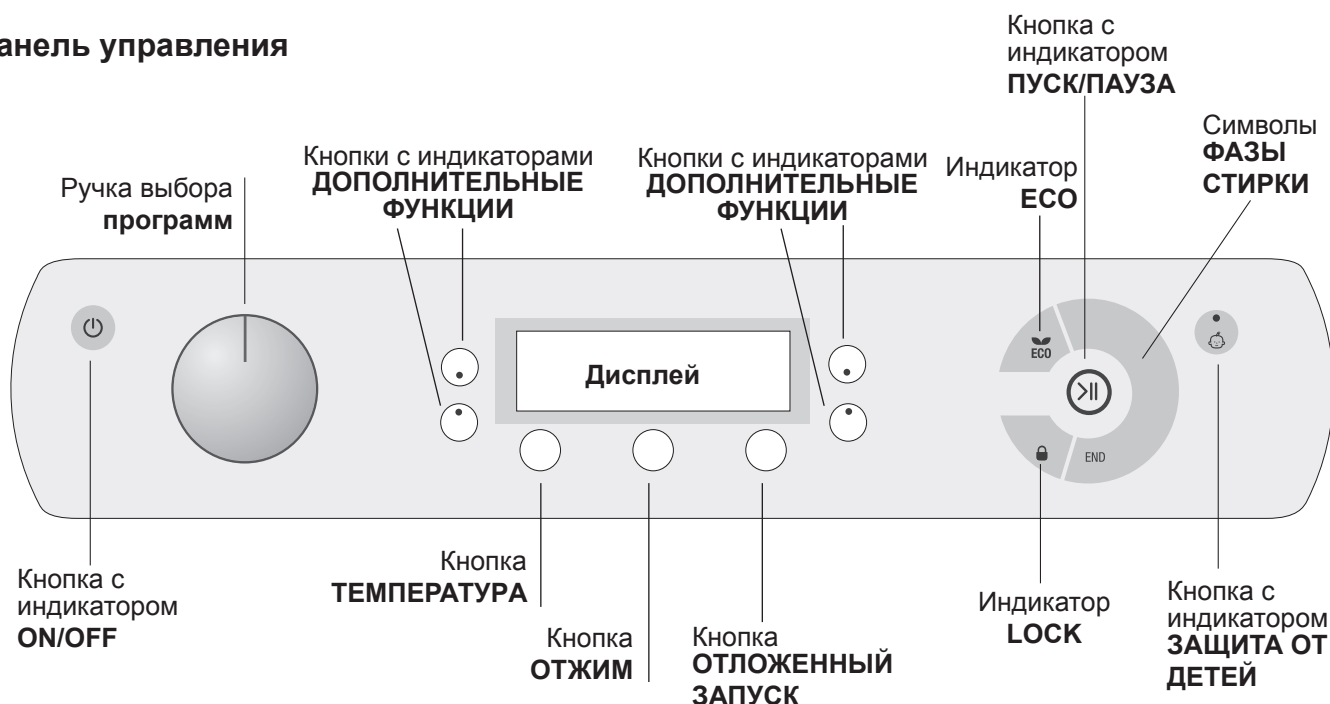 анель управления
Кнопка с
индикатором
ПУСК/ПАУЗА
Символы
ФАЗЫ
СТИРКИ
Кнопки с индикаторами
ДОПОЛНИТЕЛЬНЫЕ
ФУНКЦИИ
Кнопки с индикаторами
ДОПОЛНИТЕЛЬНЫЕ
ФУНКЦИИ
Индикатор
ECO
Ручка выбора
программ
Дисплей
ECO
END
Кнопка с
индикатором
ON/OFF
Кнопка
ТЕМПЕРАТУРА
Кнопка
ОТЖИМ
Кнопка
ОТЛОЖЕННЫЙ
ЗАПУСК
Индикатор
LOCK
Кнопка с
индикатором
ЗАЩИТА ОТ
ДЕТЕЙ